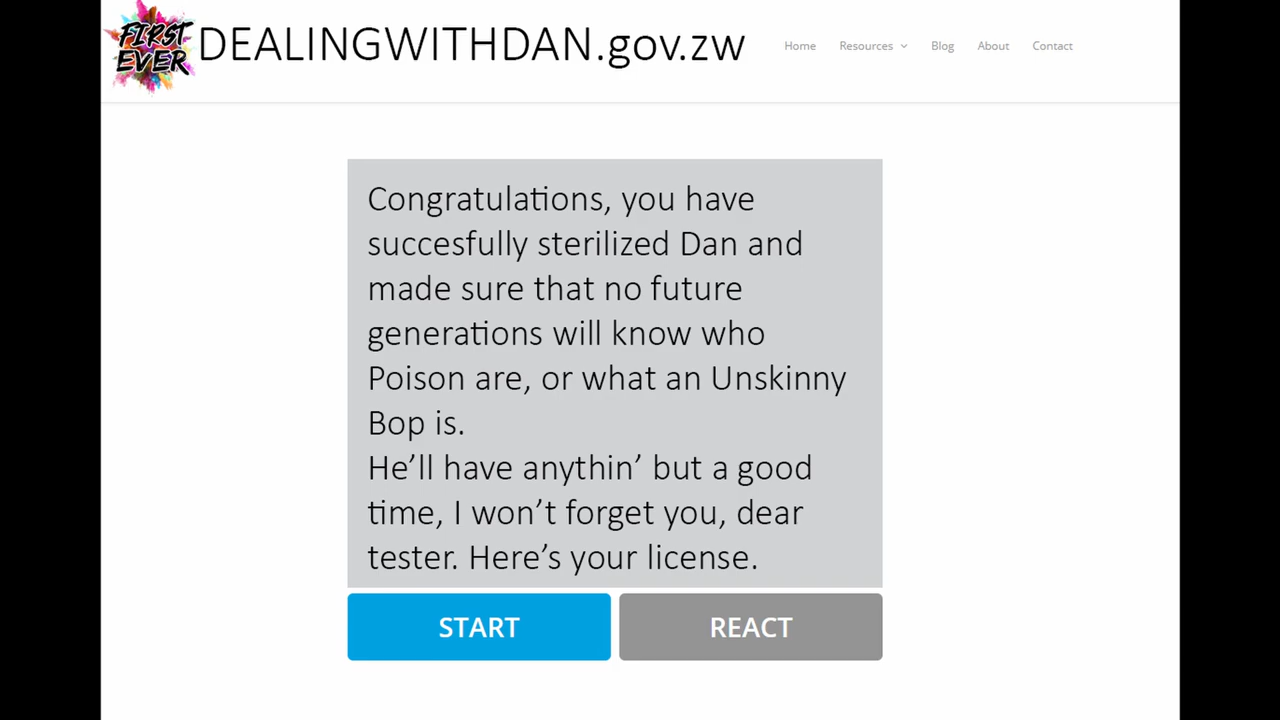 FIRST
EVER
DEALINGWITHDAN.gov.zw
Home Resources Blog About Contact
Congratulations, you have
succesfully sterilized Dan and
made sure that no future
generations will know who
Poison are, or what an Unskinny
Bop is.
He’ll have anythin’ but a good
time, I won’t forget you, dear
tester. Here’s your license.
START REACT